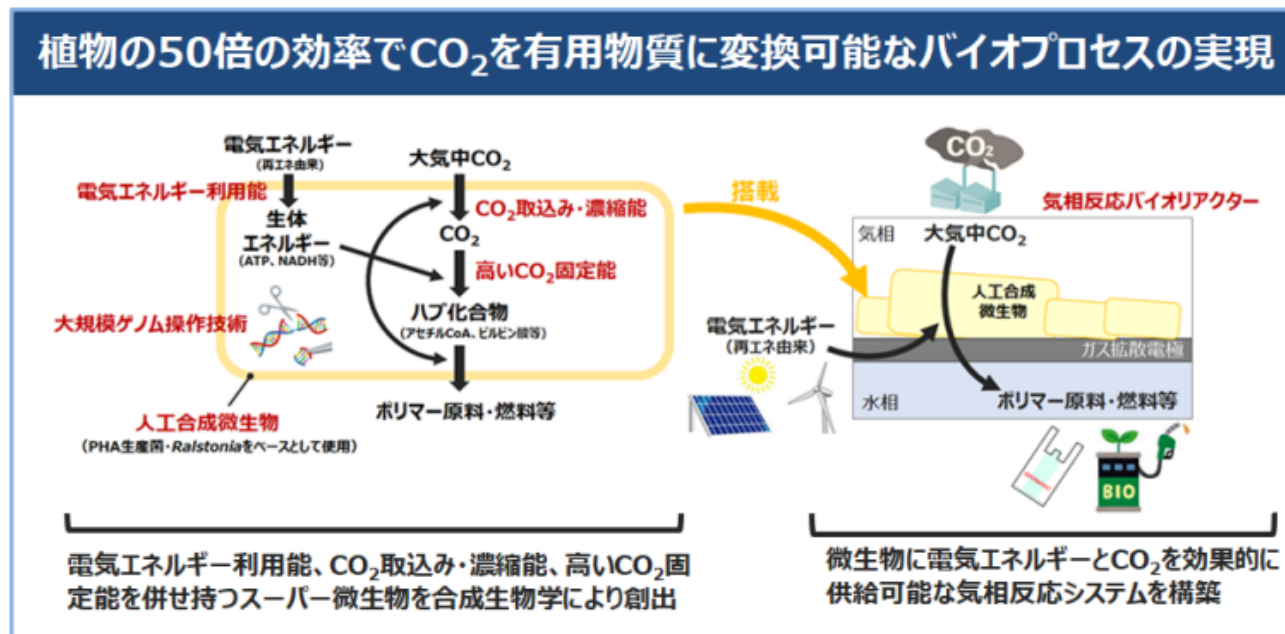 植物の50倍の効率でCO₂を有用物質に変換可能なバイオプロセスの実現
電気エネルギー
(再エネ由来)
大気中CO₂
電気エネルギー利用能
生体
エネルギー
(ATP、NADH等)
CO₂取込み・濃縮能
CO₂
高いCO₂固定能
大規模ゲノム操作技術
ハブ化合物
(アセチルCoA、ピルビン酸等)
人工合成微生物
(PHA生産菌・Ralstoniaをベースとして使用)
ポリマー原料・燃料等
搭載
CO₂
気相反応バイオリアクター
気相
大気中CO₂
人工合成
微生物
電気エネルギー
(再エネ由来)
ガス拡散電極
水相
ポリマー原料・燃料等
BIO
電気エネルギー利用能、CO₂取込み・濃縮能、高いCO₂固
定能を併せ持つスーパー微生物を合成生物学により創出
微生物に電気エネルギーとCO₂を効果的に
供給可能な気相反応システムを構築